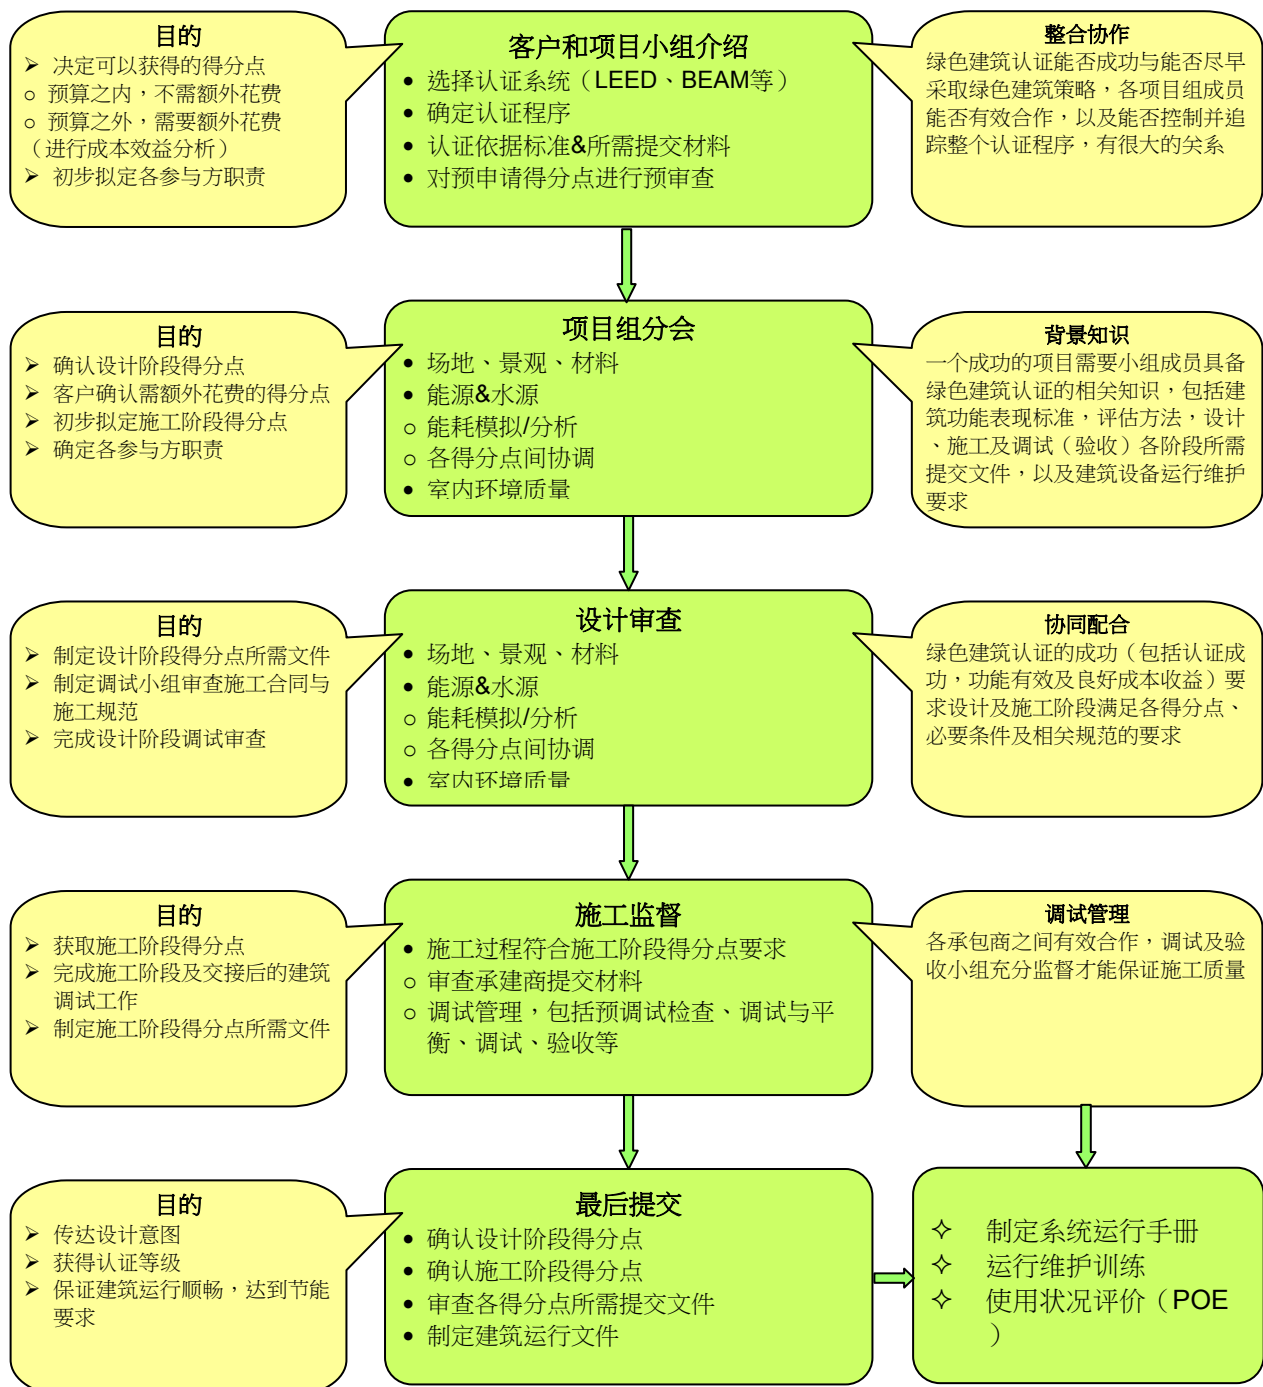 目的
➢ 决定可以获得的得分点
○ 预算之内，不需额外花费
○ 预算之外，需要额外花费
（进行成本效益分析）
➢ 初步拟定各参与方职责
客户和项目小组介绍
• 选择认证系统（LEED、BEAM等）
• 确定认证程序
• 认证依据标准&所需提交材料
• 对预申请得分点进行预审查
整合协作
绿色建筑认证能否成功与能否尽早
采取绿色建筑策略，各项目组成员
能否有效合作，以及能否控制并追
踪整个认证程序，有很大的关系
目的
➢ 确认设计阶段得分点
➢ 客户确认需额外花费的得分点
➢ 初步拟定施工阶段得分点
➢ 确定各参与方职责
项目组分会
• 场地、景观、材料
• 能源&水源
○ 能耗模拟/分析
○ 各得分点间协调
• 室内环境质量
背景知识
一个成功的项目需要小组成员具备
绿色建筑认证的相关知识，包括建
筑功能表现标准，评估方法，设计
、施工及调试（验收）各阶段所需
提交文件，以及建筑设备运行维护
要求
目的
➢ 制定设计阶段得分点所需文件
➢ 制定调试小组审查施工合同与
施工规范
➢ 完成设计阶段调试审查
设计审查
• 场地、景观、材料
• 能源&水源
○ 能耗模拟/分析
○ 各得分点间协调
• 室内环境质量
协同配合
绿色建筑认证的成功（包括认证成
功，功能有效及良好成本收益）要
求设计及施工阶段满足各得分点、
必要条件及相关规范的要求
目的
➢ 获取施工阶段得分点
➢ 完成施工阶段及交接后的建筑
调试工作
➢ 制定施工阶段得分点所需文件
施工监督
• 施工过程符合施工阶段得分点要求
○ 审查承建商提交材料
○ 调试管理，包括预调试检查、调试与平
衡、调试、验收等
调试管理
各承包商之间有效合作，调试及验
收小组充分监督才能保证施工质量
目的
➢ 传达设计意图
➢ 获得认证等级
➢ 保证建筑运行顺畅，达到节能
要求
最后提交
• 确认设计阶段得分点
• 确认施工阶段得分点
• 审查各得分点所需提交文件
• 制定建筑运行文件
✧ 制定系统运行手册
✧ 运行维护训练
✧ 使用状况评价（POE
）